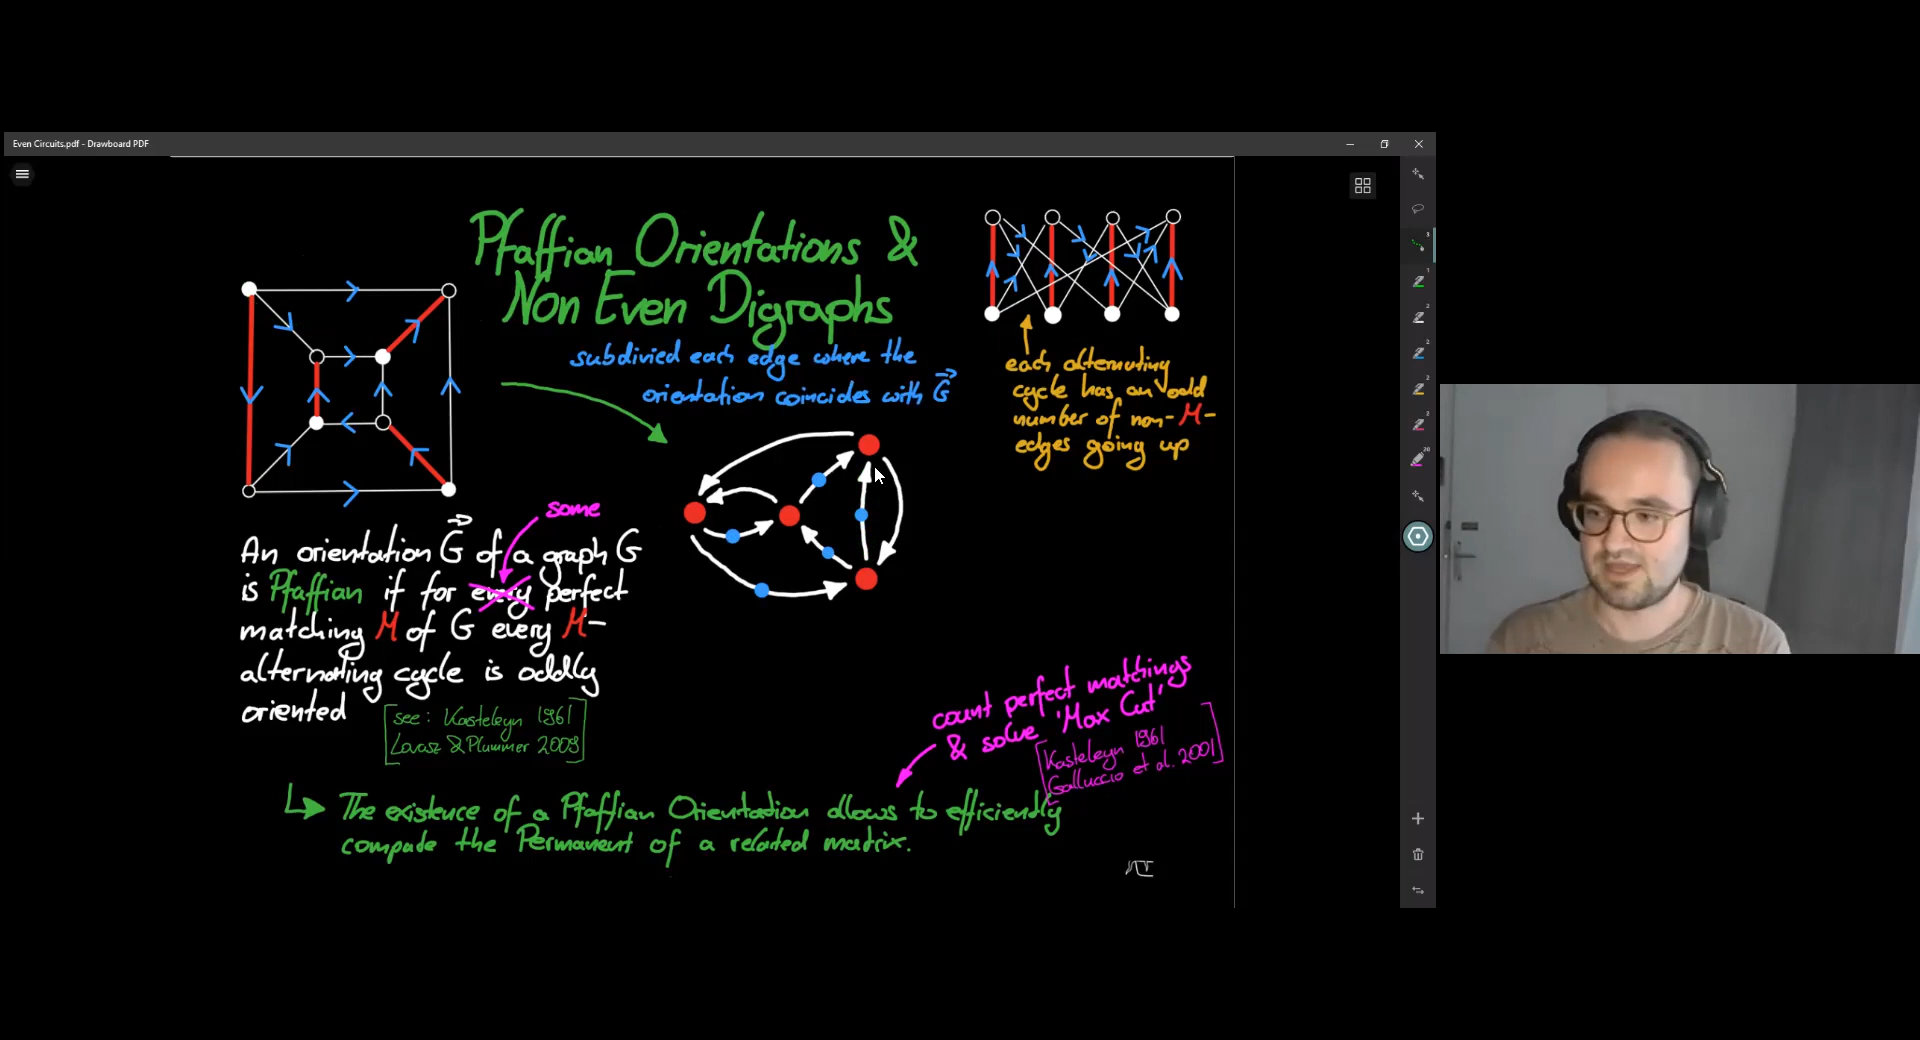 Even Circuits.pdf - Drawboard PDF
Pfaffian Orientations &
Non Even Digraphs
subdivied each edge where the
orientation coincides with G
each alternating
cycle has an odd
number of non-M-
edges going up
some
An orientation G of a graph G
is Pfaffian if for every perfect
matching M of G every M-
alternating cycle is oddly
oriented
[see: Kasteleyn 1961
Lovasz & Plummer 2009]
count perfect matchings
& solve 'Max Cut'
[Kasteleyn 1961
Galluccio et al. 2001]
The existence of a Pfaffian Orientation allows to efficiently
compute the Permanent of a related matrix.